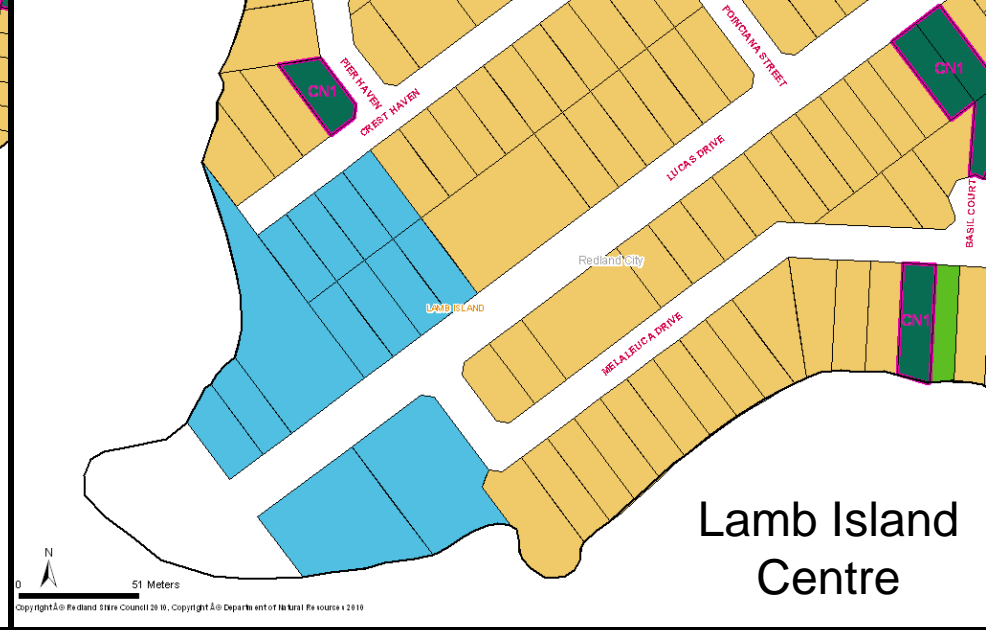 POINCIANA STREET
CN1
PIER HAVEN
CN1
CREST HAVEN
LUCAS DRIVE
BASIL COURT
Redland City
LAMB ISLAND
CN1
MELALEUCA DRIVE
Lamb Island
Centre
N
0 51 Meters
CopyrightÂ© Redland Shire Council 2010, Copyright Â© Department of Natural Resources 2010